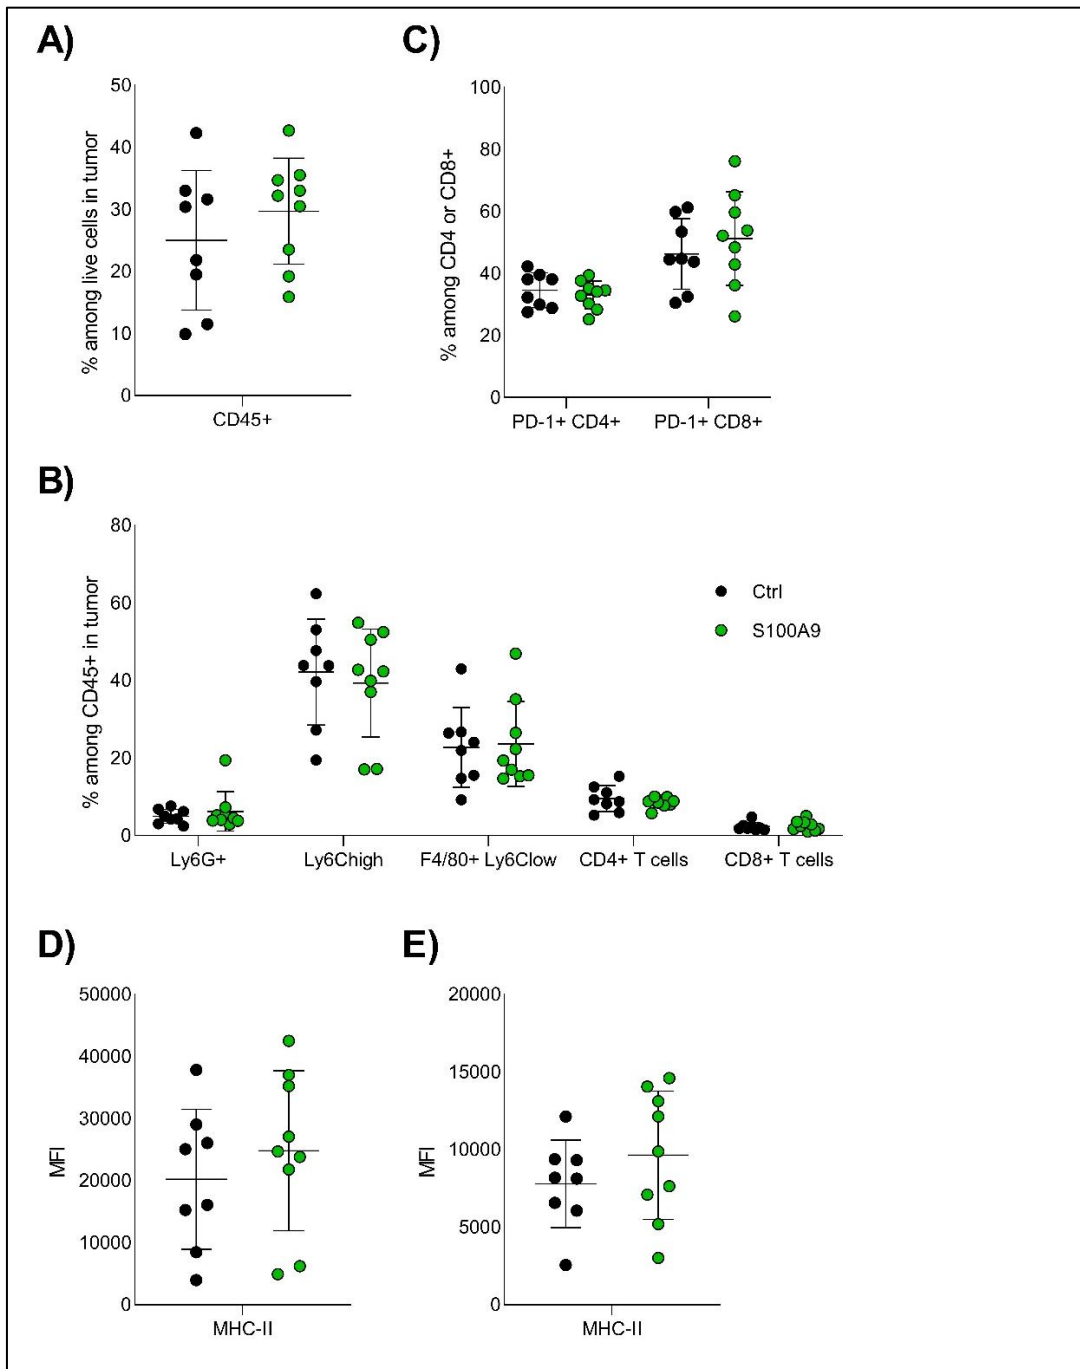 A)
% among live cells in tumor
50
40
30
20
10
0
CD45+
C)
% among CD4 or CD8+
100
80
60
40
20
0
PD-1+ CD4+ PD-1+ CD8+
B)
% among CD45+ in tumor
80
60
40
20
0
Ly6G+ Ly6Chigh F4/80+ Ly6Clow CD4+ T cells CD8+ T cells
Ctrl
S100A9
D)
MFI
50000
40000
30000
20000
10000
0
MHC-II
E)
MFI
20000
15000
10000
5000
0
MHC-II